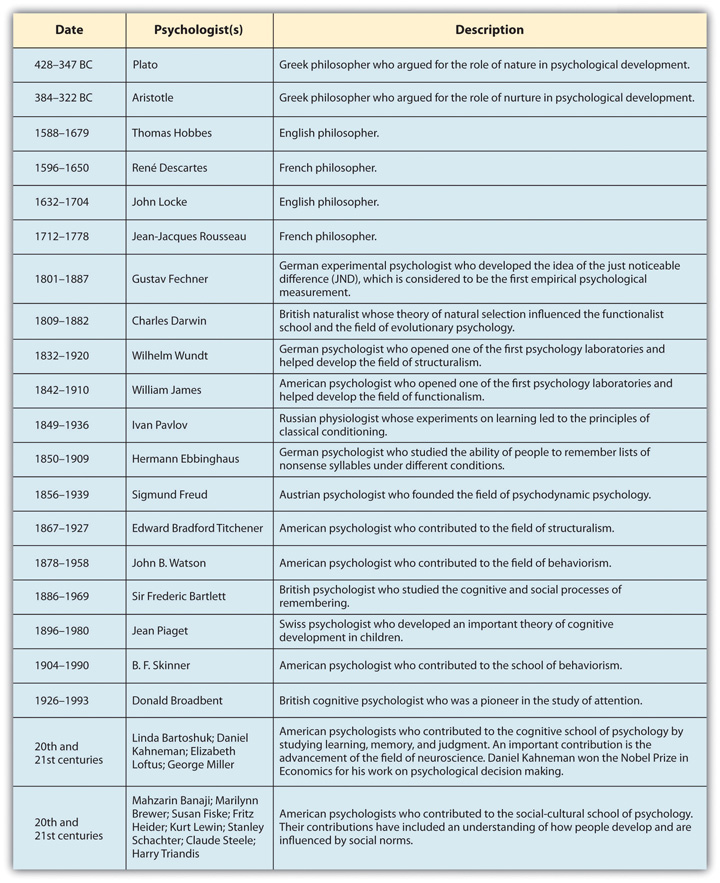 Date Psychologist(s) Description
428–347 BC Plato Greek philosopher who argued for the role of nature in psychological development.
384–322 BC Aristotle Greek philosopher who argued for the role of nurture in psychological development.
1588–1679 Thomas Hobbes English philosopher.
1596–1650 René Descartes French philosopher.
1632–1704 John Locke English philosopher.
1712–1778 Jean-Jacques Rousseau French philosopher.
1801–1887 Gustav Fechner German experimental psychologist who developed the idea of the just noticeable
difference (JND), which is considered to be the first empirical psychological
measurement.
1809–1882 Charles Darwin British naturalist whose theory of natural selection influenced the functionalist
school and the field of evolutionary psychology.
1832–1920 Wilhelm Wundt German psychologist who opened one of the first psychology laboratories and
helped develop the field of structuralism.
1842–1910 William James American psychologist who opened one of the first psychology laboratories and
helped develop the field of functionalism.
1849–1936 Ivan Pavlov Russian physiologist whose experiments on learning led to the principles of
classical conditioning.
1850–1909 Hermann Ebbinghaus German psychologist who studied the ability of people to remember lists of
nonsense syllables under different conditions.
1856–1939 Sigmund Freud Austrian psychologist who founded the field of psychodynamic psychology.
1867–1927 Edward Bradford Titchener American psychologist who contributed to the field of structuralism.
1878–1958 John B. Watson American psychologist who contributed to the field of behaviorism.
1886–1969 Sir Frederic Bartlett British psychologist who studied the cognitive and social processes of
remembering.
1896–1980 Jean Piaget Swiss psychologist who developed an important theory of cognitive
development in children.
1904–1990 B. F. Skinner American psychologist who contributed to the school of behaviorism.
1926–1993 Donald Broadbent British cognitive psychologist who was a pioneer in the study of attention.
20th and
21st centuries
Linda Bartoshuk; Daniel
Kahneman; Elizabeth
Loftus; George Miller
American psychologists who contributed to the cognitive school of psychology by
studying learning, memory, and judgment. An important contribution is the
advancement of the field of neuroscience. Daniel Kahneman won the Nobel Prize in
Economics for his work on psychological decision making.
20th and
21st centuries
Mahzarin Banaji; Marilynn
Brewer; Susan Fiske; Fritz
Heider; Kurt Lewin; Stanley
Schachter; Claude Steele;
Harry Triandis
American psychologists who contributed to the social-cultural school of psychology.
Their contributions have included an understanding of how people develop and are
influenced by social norms.